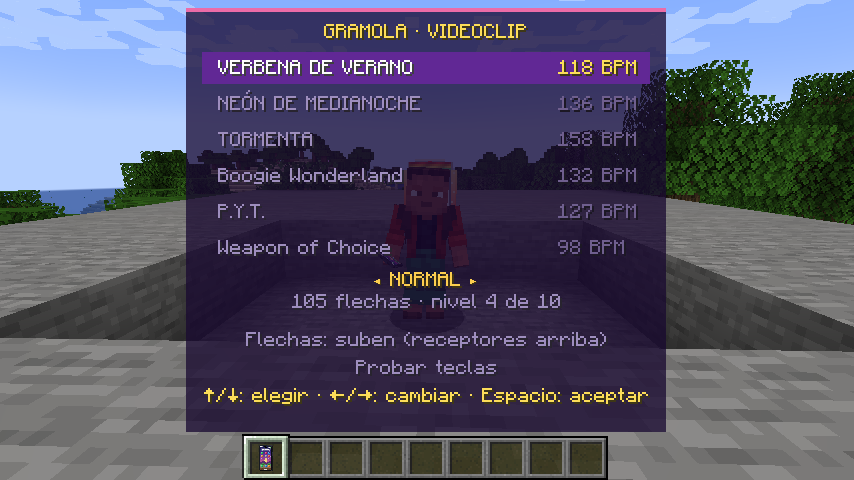 GRAMOLA · VIDEOCLIP
VERBENA DE VERANO 118 BPM
NEÓN DE MEDIANOCHE 136 BPM
TORMENTA 158 BPM
Boogie Wonderland 132 BPM
P.Y.T. 127 BPM
Weapon of Choice 98 BPM
◂ NORMAL ▸
105 flechas · nivel 4 de 10
Flechas: suben (receptores arriba)
Probar teclas
↑/↓: elegir · ←/→: cambiar · Espacio: aceptar